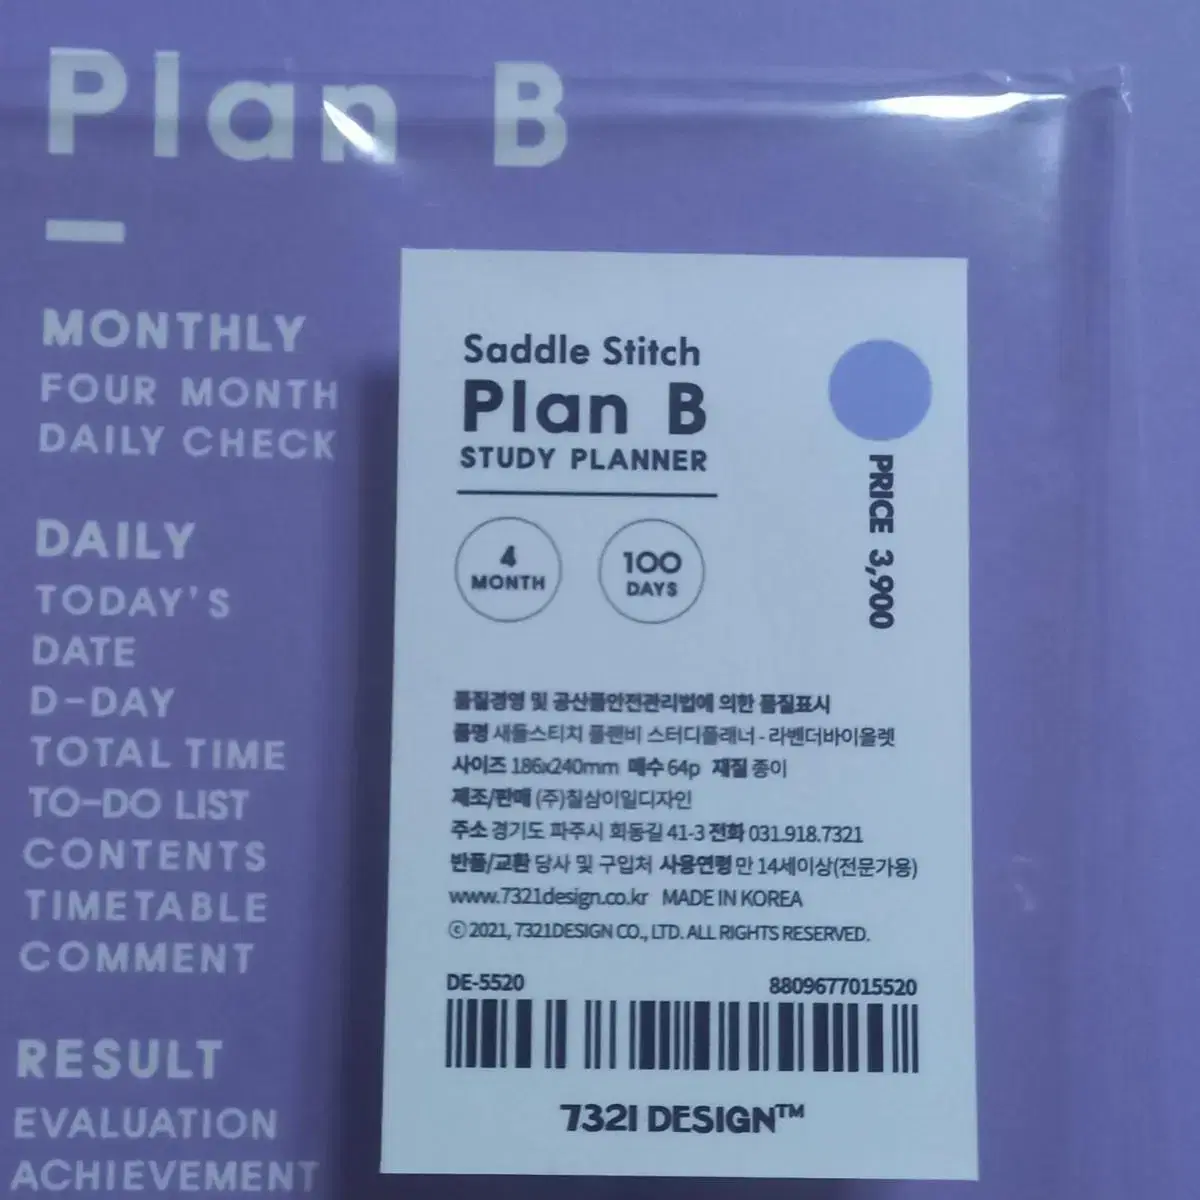 Plan B
MONTHLY
FOUR MONTH
DAILY CHECK
DAILY
TODAY'S
DATE
D-DAY
TOTAL TIME
TO-DO LIST
CONTENTS
TIMETABLE
COMMENT
RESULT
EVALUATION
ACHIEVEMENT
Saddle Stitch
Plan B
STUDY PLANNER
4
MONTH
100
DAYS
PRICE 3,900
품질경영 및 공산품안전관리법에 의한 품질표시
품명 새들스티치 플랜비 스터디플래너 - 라벤더바이올렛
사이즈 186x240mm 매수 64p 재질 종이
제조/판매 (주)칠삼이일디자인
주소 경기도 파주시 회동길 41-3 전화 031.918.7321
반품/교환 당사 및 구입처 사용연령 만 14세이상(전문가용)
www.7321design.co.kr MADE IN KOREA
ⓒ 2021, 7321DESIGN CO., LTD. ALL RIGHTS RESERVED.
DE-5520 8809677015520
7321 DESIGN™